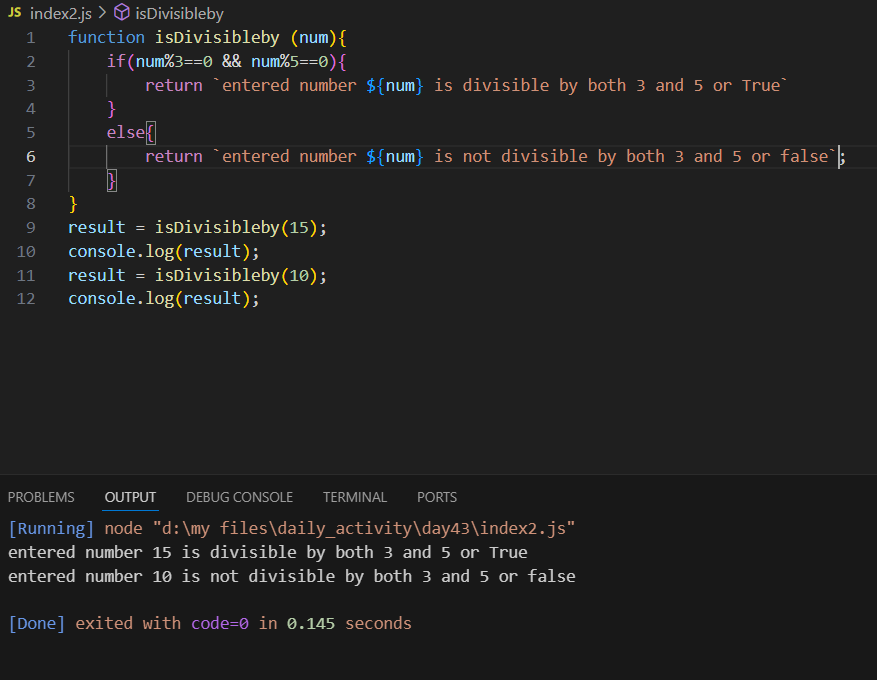 JS index2.js > isDivisibleby
1 function isDivisibleby (num){
2     if(num%3==0 && num%5==0){
3         return `entered number ${num} is divisible by both 3 and 5 or True`
4     }
5     else{
6         return `entered number ${num} is not divisible by both 3 and 5 or false`;
7     }
8 }
9 result = isDivisibleby(15);
10 console.log(result);
11 result = isDivisibleby(10);
12 console.log(result);
PROBLEMS OUTPUT DEBUG CONSOLE TERMINAL PORTS
[Running] node "d:\my files\daily_activity\day43\index2.js"
entered number 15 is divisible by both 3 and 5 or True
entered number 10 is not divisible by both 3 and 5 or false
[Done] exited with code=0 in 0.145 seconds